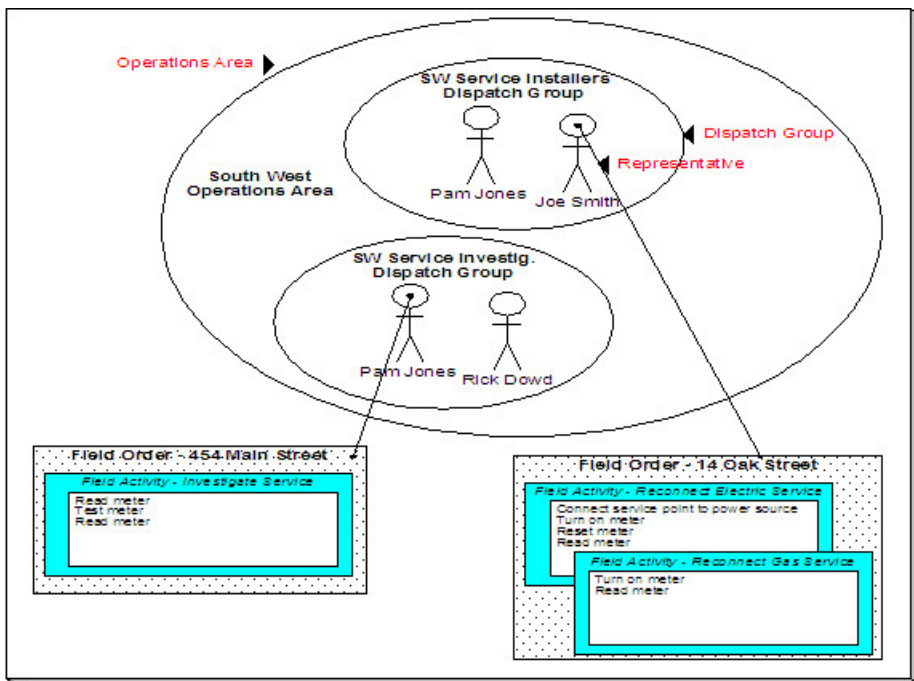 Operations Area
SW Service Installers
Dispatch Group
Dispatch Group
Representative
South West
Operations Area
Pam Jones
Joe Smith
SW Service Investig.
Dispatch Group
Pam Jones
Rick Dowd
Field Order - 454 Main Street
Field Activity - Investigate Service
Read meter
Test meter
Read meter
Field Order - 14 Oak Street
Field Activity - Reconnect Electric Service
Connect service point to power source
Turn on meter
Reset meter
Read meter
Field Activity - Reconnect Gas Service
Turn on meter
Read meter